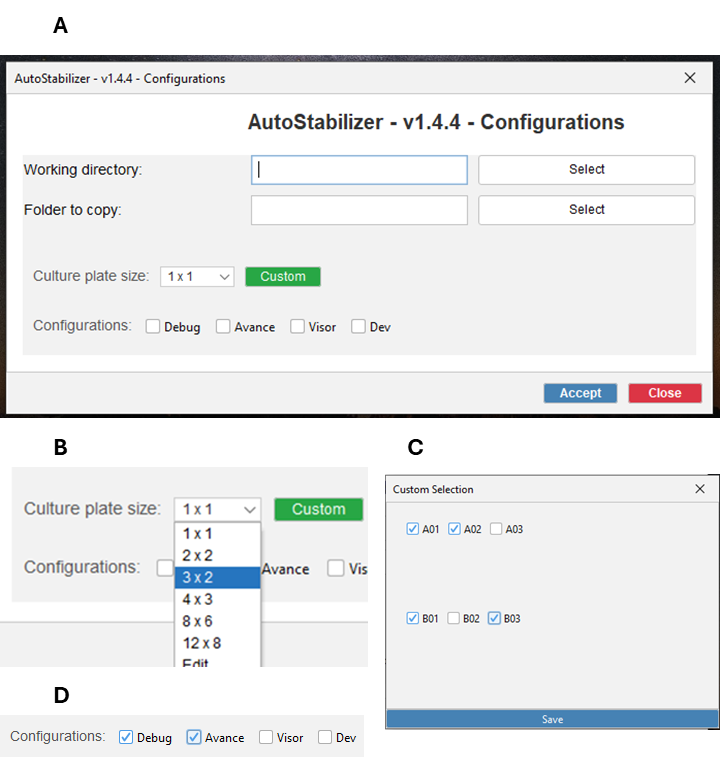 A
AutoStabilizer - v1.4.4 - Configurations
AutoStabilizer - v1.4.4 - Configurations
Working directory: Select
Folder to copy: Select
Culture plate size: 1 x 1 Custom
Configurations: Debug Avance Visor Dev
Accept Close
B
Culture plate size: 1 x 1 Custom
1 x 1
2 x 2
Configurations: Avance Vis
3 x 2
4 x 3
8 x 6
12 x 8
Edit
C
Custom Selection
A01 A02 A03
B01 B02 B03
Save
D
Configurations: Debug Avance Visor Dev